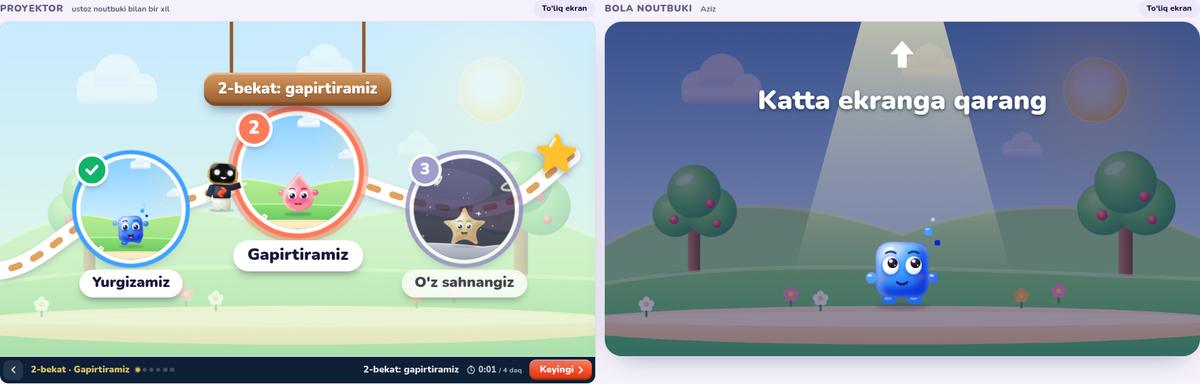 PROYEKTOR ustoz noutbuki bilan bir xil To'liq ekran
2-bekat: gapirtiramiz
2
3
Gapirtiramiz
Yurgizamiz
O'z sahnangiz
2-bekat · Gapirtiramiz 2-bekat: gapirtiramiz 0:01 / 4 daq Keyingi
BOLA NOUTBUKI Aziz To'liq ekran
Katta ekranga qarang